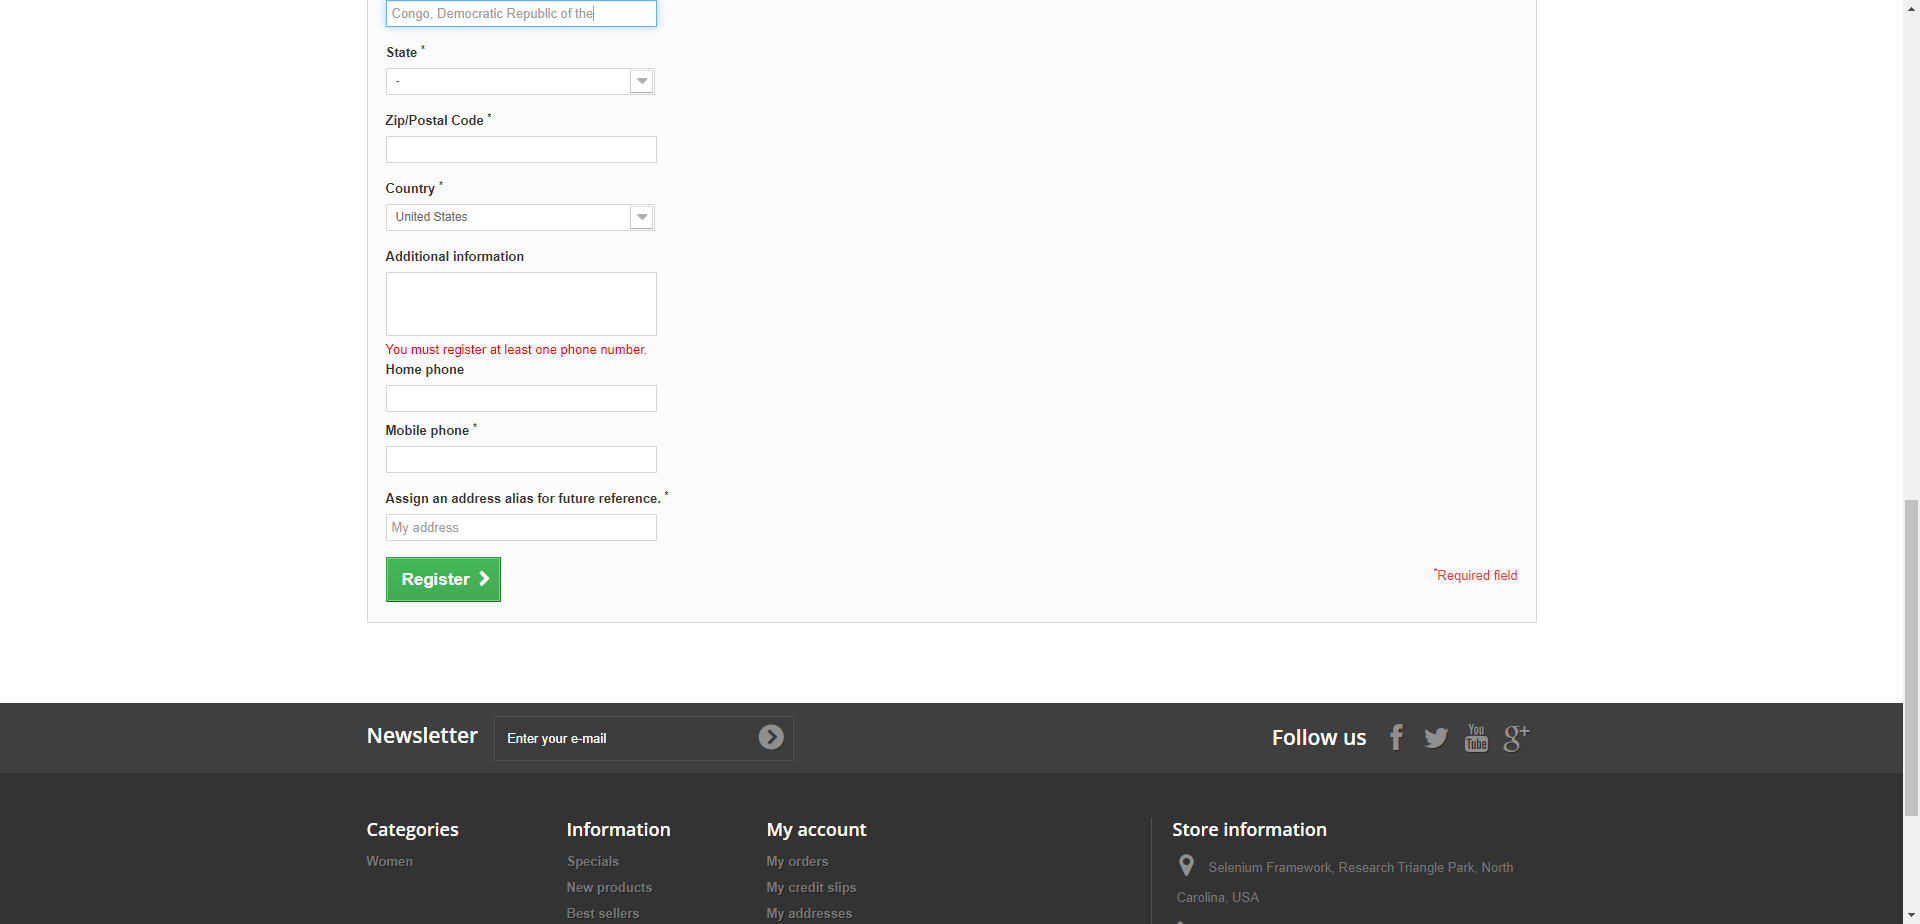 Congo, Democratic Republic of the
State *
-
Zip/Postal Code *
Country *
United States
Additional information
You must register at least one phone number.
Home phone
Mobile phone *
Assign an address alias for future reference. *
My address
Register
*Required field
Newsletter
Enter your e-mail
Follow us
You
Tube
g+
Categories
Information
My account
Store information
Women
Specials
My orders
Selenium Framework, Research Triangle Park, North
Carolina, USA
New products
My credit slips
Best sellers
My addresses